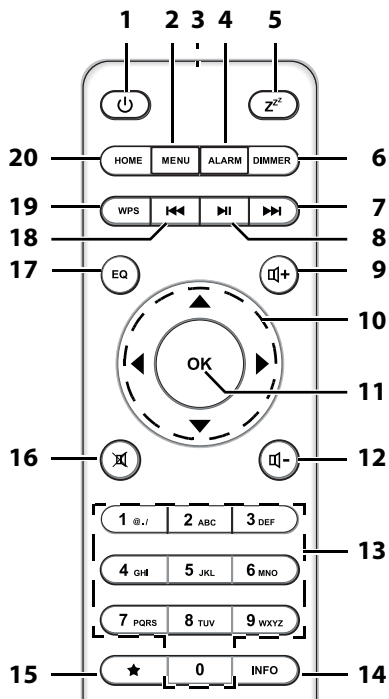 1 2 3 4 5
Zzz
20 HOME MENU ALARM DIMMER 6
19 WPS 7
18 8
17 EQ + 9
10
OK
11
16 - 12
1 @./ 2 ABC 3 DEF
13
4 GHI 5 JKL 6 MNO
7 PQRS 8 TUV 9 WXYZ
15 0 INFO 14